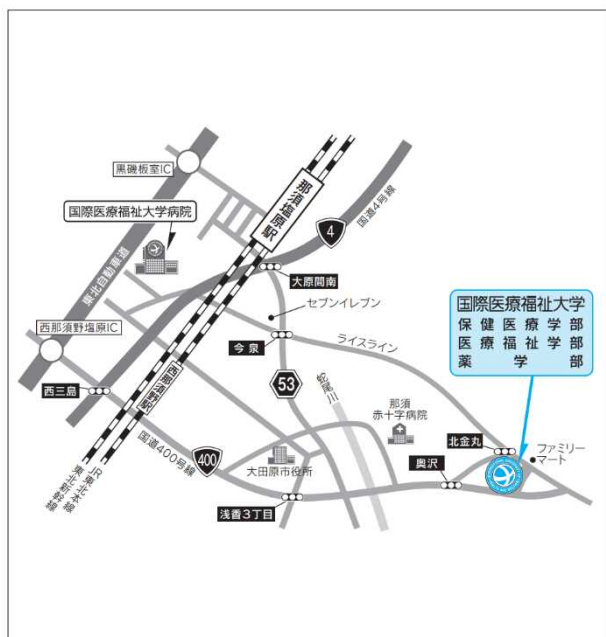 黒磯板室IC
国際医療福祉大学病院
那須塩原駅
4
国道4号線
東北自動車道
大原間南
セブンイレブン
国際医療福祉大学
保健医療学部
医療福祉学部
薬学部
西那須野塩原IC
今泉
ライスライン
西三島
西那須野駅
53
蛇尾川
那須
赤十字病院
北金丸
ファミリー
マート
国道400号線
400
大田原市役所
奥沢
浅香3丁目
JR東北本線
東北新幹線